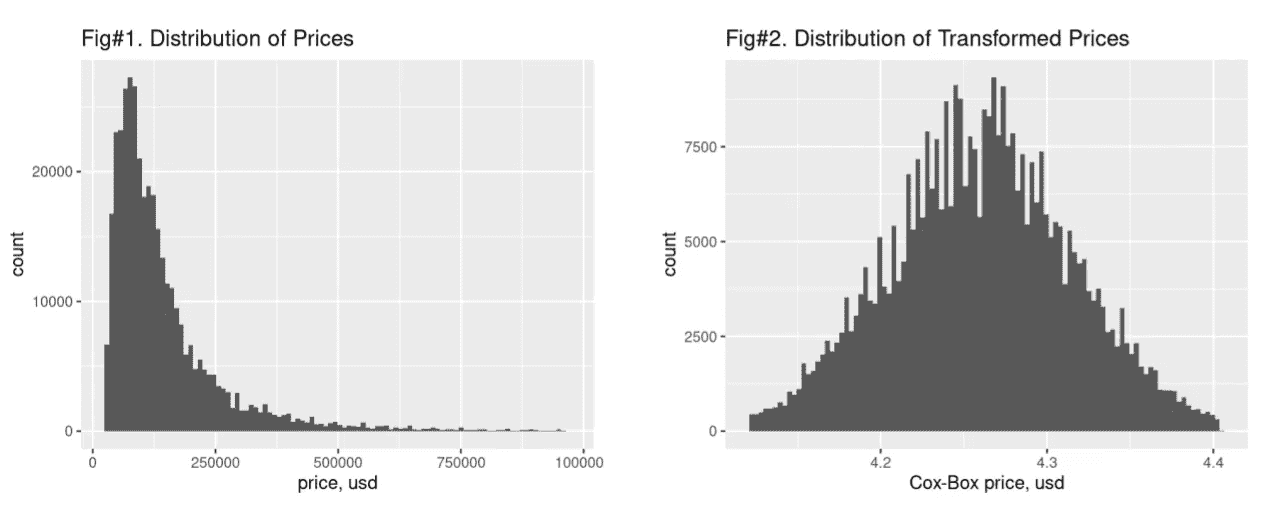 Fig#1. Distribution of Prices
20000
10000
0
count
0
250000
500000
750000
100000
price, usd
Fig#2. Distribution of Transformed Prices
7500
5000
2500
0
count
4.2
4.3
4.4
Cox-Box price, usd